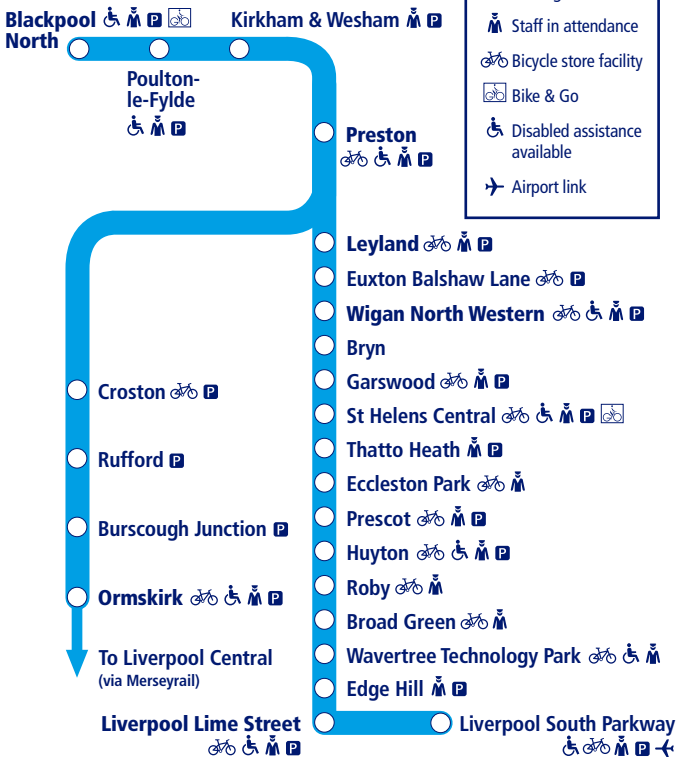 Blackpool
North
Kirkham & Wesham P
P
Poulton-
le-Fylde
P
Staff in attendance
Bicycle store facility
Bike & Go
Disabled assistance
available
Airport link
Preston
P
Leyland P
Euxton Balshaw Lane P
Wigan North Western P
Bryn
Garswood P
St Helens Central P
Thatto Heath P
Eccleston Park
Prescot P
Huyton P
Roby
Broad Green
Wavertree Technology Park
Edge Hill P
Croston P
Rufford P
Burscough Junction P
Ormskirk P
To Liverpool Central
(via Merseyrail)
Liverpool Lime Street
P
Liverpool South Parkway
P